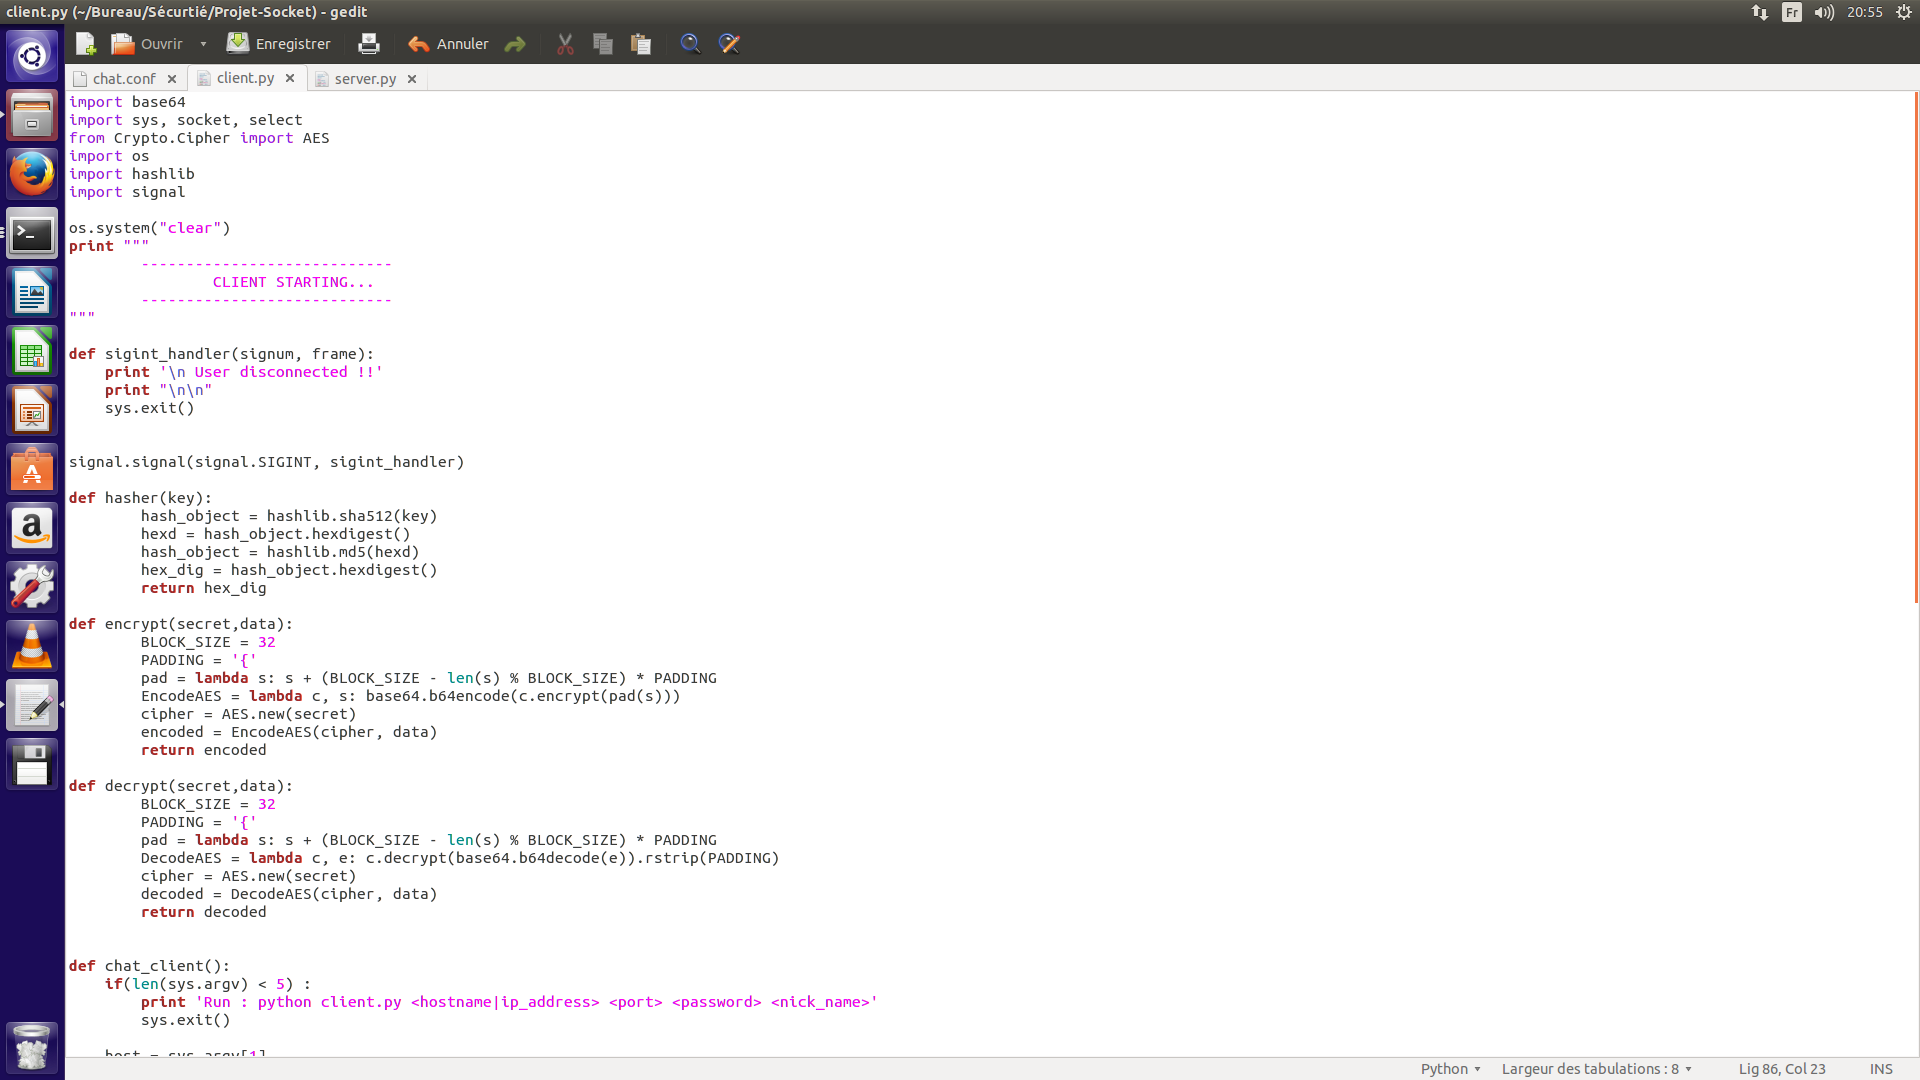 client.py (~/Bureau/Sécurtié/Projet-Socket) - gedit
Fr
20:55
Ouvrir
Enregistrer
Annuler
chat.conf
client.py
server.py
import base64
import sys, socket, select
from Crypto.Cipher import AES
import os
import hashlib
import signal
os.system("clear")
print """
----------------------------
CLIENT STARTING...
----------------------------
"""
def sigint_handler(signum, frame):
    print '\n User disconnected !!'
    print "\n\n"
    sys.exit()
signal.signal(signal.SIGINT, sigint_handler)
def hasher(key):
        hash_object = hashlib.sha512(key)
        hexd = hash_object.hexdigest()
        hash_object = hashlib.md5(hexd)
        hex_dig = hash_object.hexdigest()
        return hex_dig
def encrypt(secret,data):
        BLOCK_SIZE = 32
        PADDING = '{'
        pad = lambda s: s + (BLOCK_SIZE - len(s) % BLOCK_SIZE) * PADDING
        EncodeAES = lambda c, s: base64.b64encode(c.encrypt(pad(s)))
        cipher = AES.new(secret)
        encoded = EncodeAES(cipher, data)
        return encoded
def decrypt(secret,data):
        BLOCK_SIZE = 32
        PADDING = '{'
        pad = lambda s: s + (BLOCK_SIZE - len(s) % BLOCK_SIZE) * PADDING
        DecodeAES = lambda c, e: c.decrypt(base64.b64decode(e)).rstrip(PADDING)
        cipher = AES.new(secret)
        decoded = DecodeAES(cipher, data)
        return decoded
def chat_client():
    if(len(sys.argv) < 5) :
        print 'Run : python client.py <hostname|ip_address> <port> <password> <nick_name>'
        sys.exit()
    host = sys.argv[1]
Python
Largeur des tabulations : 8
Lig 86, Col 23
INS